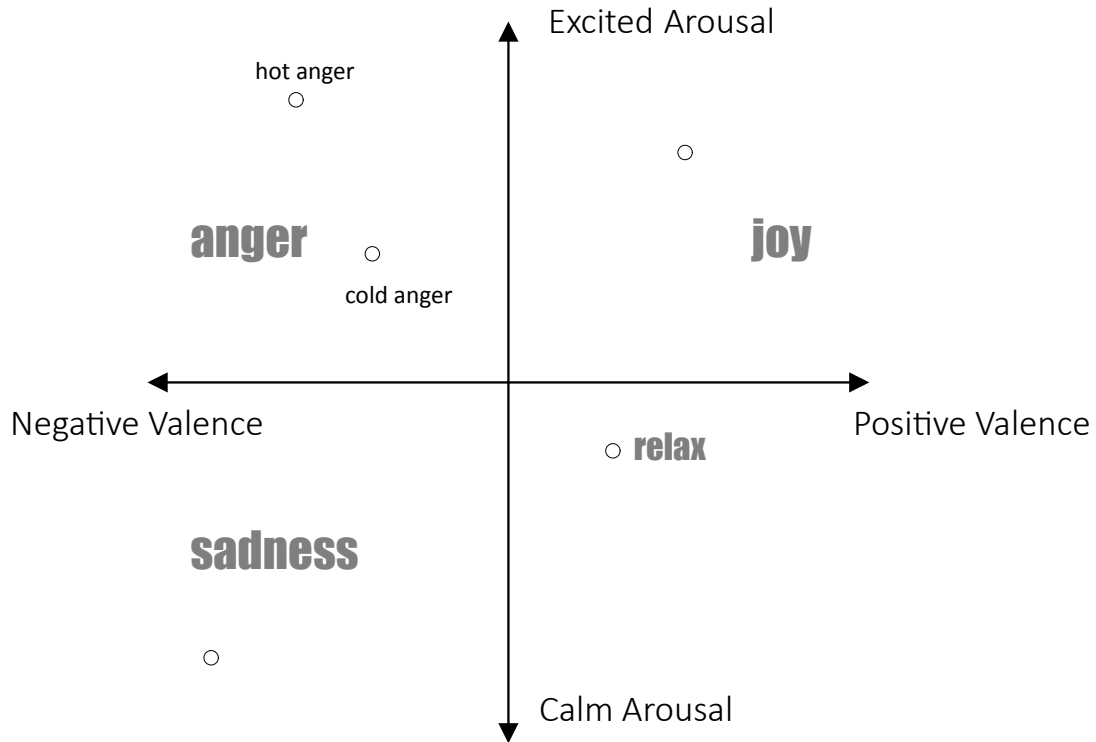 Excited Arousal
hot anger
anger
joy
cold anger
Negative Valence
Positive Valence
relax
sadness
Calm Arousal